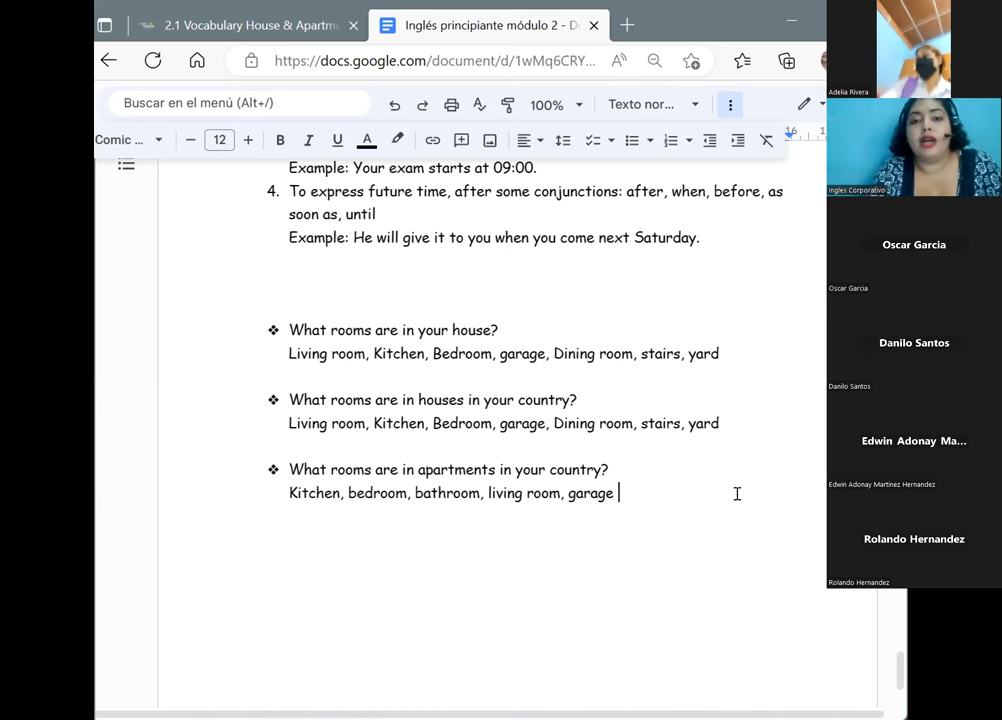 2.1 Vocabulary House & Apartm
Inglés principiante módulo 2 - D
https://docs.google.com/document/d/1wMq6CRY...
Buscar en el menú (Alt+/)
100%
Texto nor...
Comic ...
12
16
Example: Your exam starts at 09:00.
4. To express future time, after some conjunctions: after, when, before, as
soon as, until
Example: He will give it to you when you come next Saturday.
❖ What rooms are in your house?
Living room, Kitchen, Bedroom, garage, Dining room, stairs, yard
❖ What rooms are in houses in your country?
Living room, Kitchen, Bedroom, garage, Dining room, stairs, yard
❖ What rooms are in apartments in your country?
Kitchen, bedroom, bathroom, living room, garage
Adelia Rivera
Ingles Corporativo
Oscar Garcia
Oscar Garcia
Danilo Santos
Danilo Santos
Edwin Adonay Ma...
Edwin Adonay Martinez Hernandez
Rolando Hernandez
Rolando Hernandez